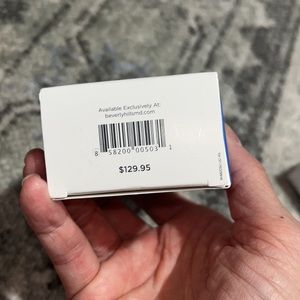 Available Exclusively At:
beverlyhillsmd.com
8 58200 00503 1
$129.95